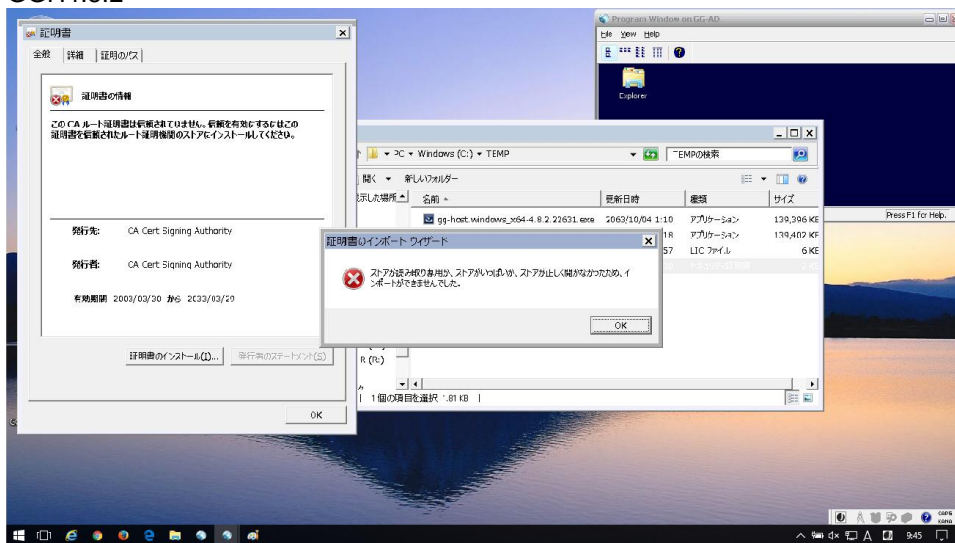 証明書
全般
詳細
証明のパス
証明書の情報
この CA ルート証明書は信頼されていません。信頼を有効にするにはこの
証明書を信頼されたルート証明機関のストアにインストールしてください。
発行先: CA Cert Signing Authority
発行者: CA Cert Signing Authority
有効期間 2003/03/30 から 2033/03/29
証明書のインストール(I)...
発行者のステートメント(S)
OK
Program Window on GG-AD
File View Help
Explorer
Press F1 for Help.
PC Windows (C:) TEMP
TEMPの検索
開く 新しいフォルダー
表示した場所
名前 更新日時 種類 サイズ
gg-host.windows_x64-4.8.2.22631.exe 2063/10/04 1:10 アプリケーション 139,396 KB
18 アプリケーション 139,402 KB
57 LIC ファイル 6 KB
証明書のインポート ウィザード
ストアが読み取り専用か、ストアがいっぱいか、ストアが正しく開かなかったため、イ
ンポートができませんでした。
OK
R (R:)
1 個の項目を選択 1.81 KB
CAPS
KANA
9:45